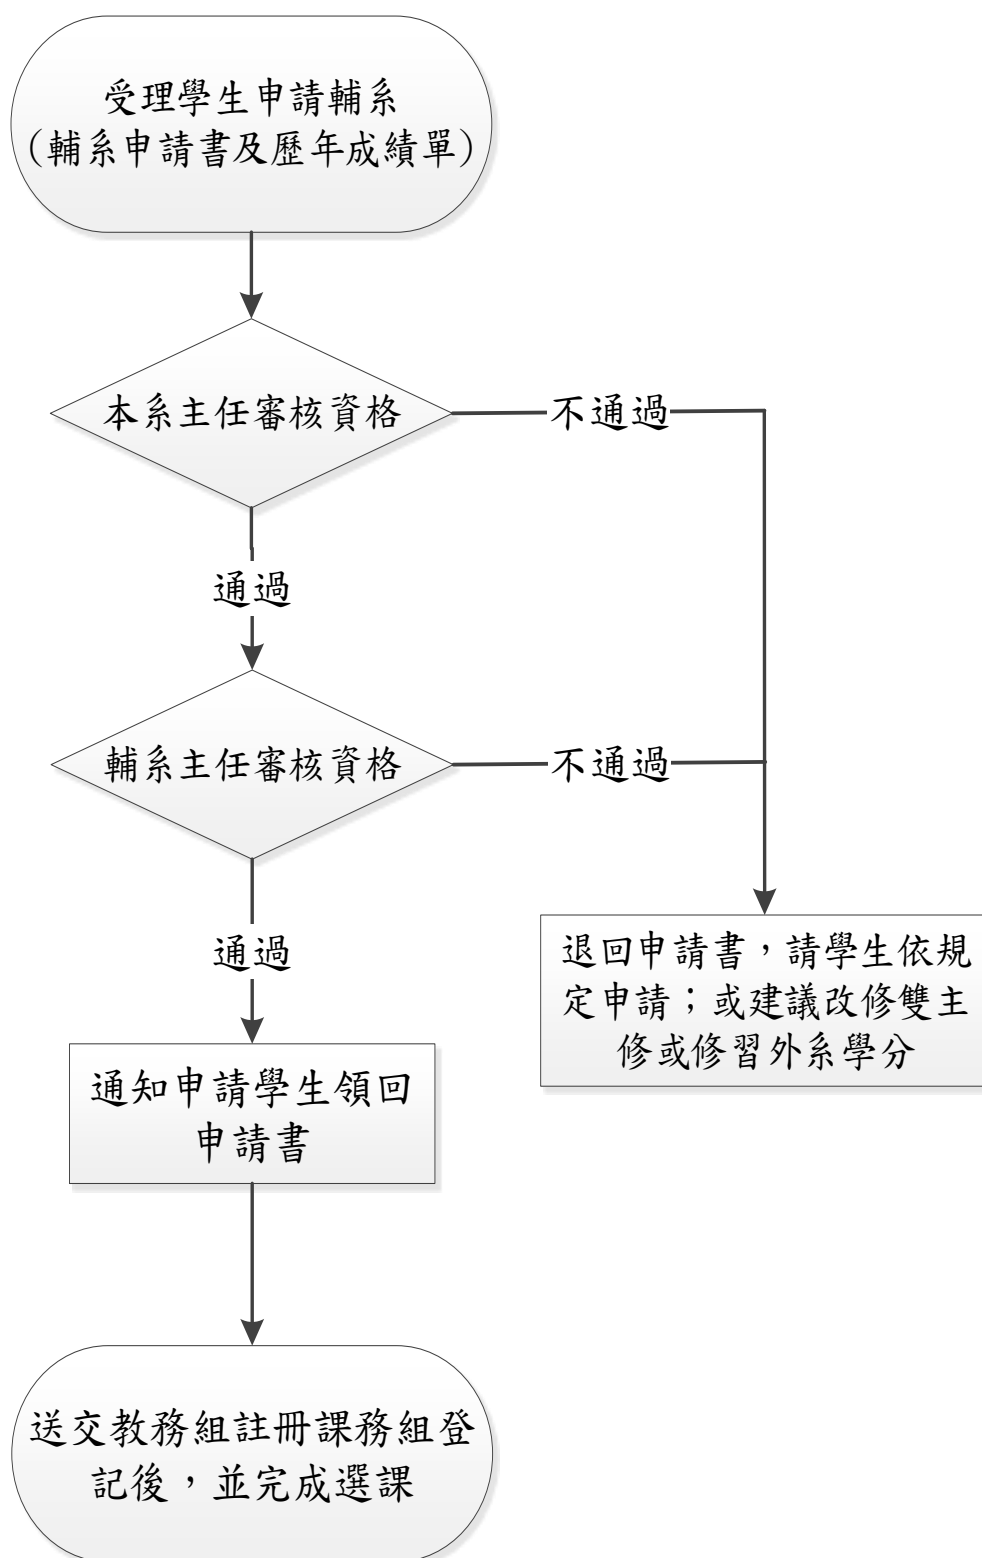 受理學生申請輔系
(輔系申請書及歷年成績單)
本系主任審核資格
不通過
通過
輔系主任審核資格
不通過
通過
退回申請書，請學生依規
定申請；或建議改修雙主
修或修習外系學分
通知申請學生領回
申請書
送交教務組註冊課務組登
記後，並完成選課